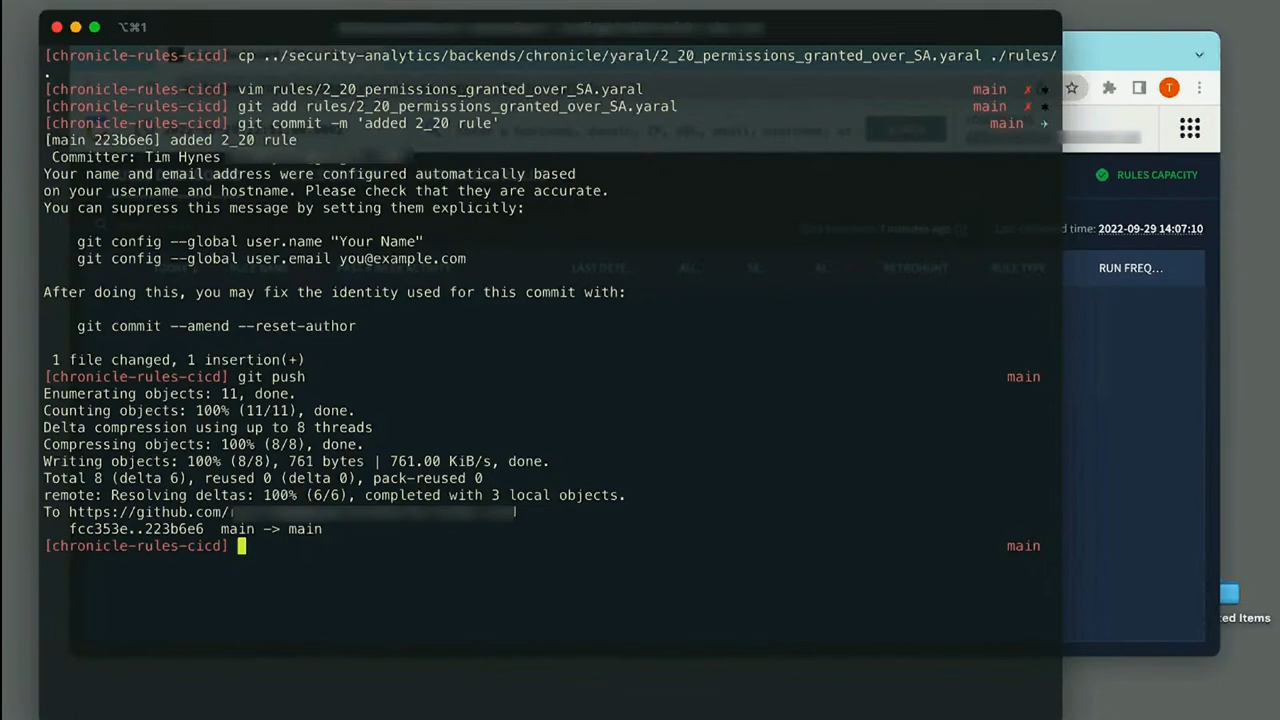 ⌥⌘1
[chronicle-rules-cicd] cp ../security-analytics/backends/chronicle/yaral/2_20_permissions_granted_over_SA.yaral ./rules/
.
[chronicle-rules-cicd] vim rules/2_20_permissions_granted_over_SA.yaral main ✗ ✱
[chronicle-rules-cicd] git add rules/2_20_permissions_granted_over_SA.yaral main ✗ ✱
[chronicle-rules-cicd] git commit -m 'added 2_20 rule' main ✈
[main 223b6e6] added 2_20 rule
Committer: Tim Hynes
Your name and email address were configured automatically based
on your username and hostname. Please check that they are accurate.
You can suppress this message by setting them explicitly:
git config --global user.name "Your Name"
git config --global user.email you@example.com
After doing this, you may fix the identity used for this commit with:
git commit --amend --reset-author
1 file changed, 1 insertion(+)
[chronicle-rules-cicd] git push main
Enumerating objects: 11, done.
Counting objects: 100% (11/11), done.
Delta compression using up to 8 threads
Compressing objects: 100% (8/8), done.
Writing objects: 100% (8/8), 761 bytes | 761.00 KiB/s, done.
Total 8 (delta 6), reused 0 (delta 0), pack-reused 0
remote: Resolving deltas: 100% (6/6), completed with 3 local objects.
To https://github.com/
fcc353e..223b6e6 main -> main
[chronicle-rules-cicd] main
T
RULES CAPACITY
time: 2022-09-29 14:07:10
RETROHUNT
RULE TYPE
RUN FREQ...
ted Items